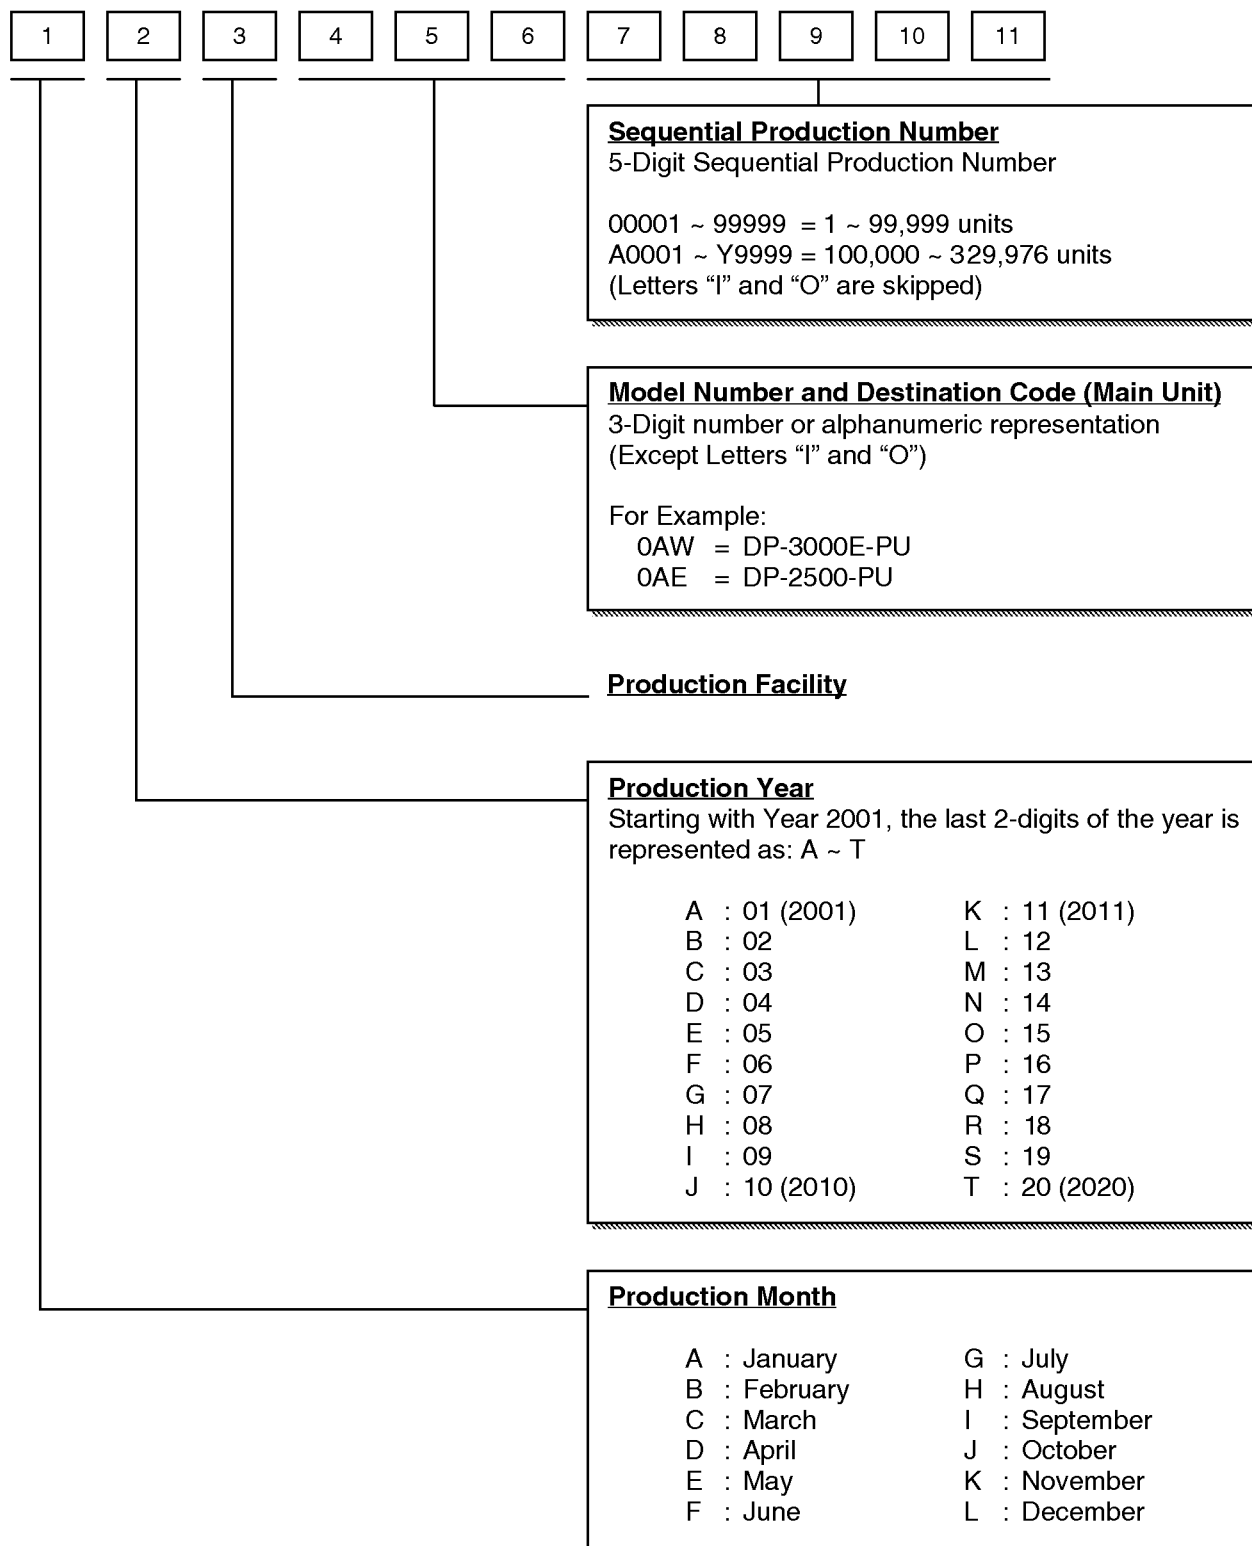 1 2 3 4 5 6 7 8 9 10 11
Sequential Production Number
5-Digit Sequential Production Number
00001 ~ 99999 = 1 ~ 99,999 units
A0001 ~ Y9999 = 100,000 ~ 329,976 units
(Letters “I” and “O” are skipped)
Model Number and Destination Code (Main Unit)
3-Digit number or alphanumeric representation
(Except Letters “I” and “O”)
For Example:
0AW = DP-3000E-PU
0AE = DP-2500-PU
Production Facility
Production Year
Starting with Year 2001, the last 2-digits of the year is
represented as: A ~ T
A : 01 (2001) K : 11 (2011)
B : 02 L : 12
C : 03 M : 13
D : 04 N : 14
E : 05 O : 15
F : 06 P : 16
G : 07 Q : 17
H : 08 R : 18
I : 09 S : 19
J : 10 (2010) T : 20 (2020)
Production Month
A : January G : July
B : February H : August
C : March I : September
D : April J : October
E : May K : November
F : June L : December